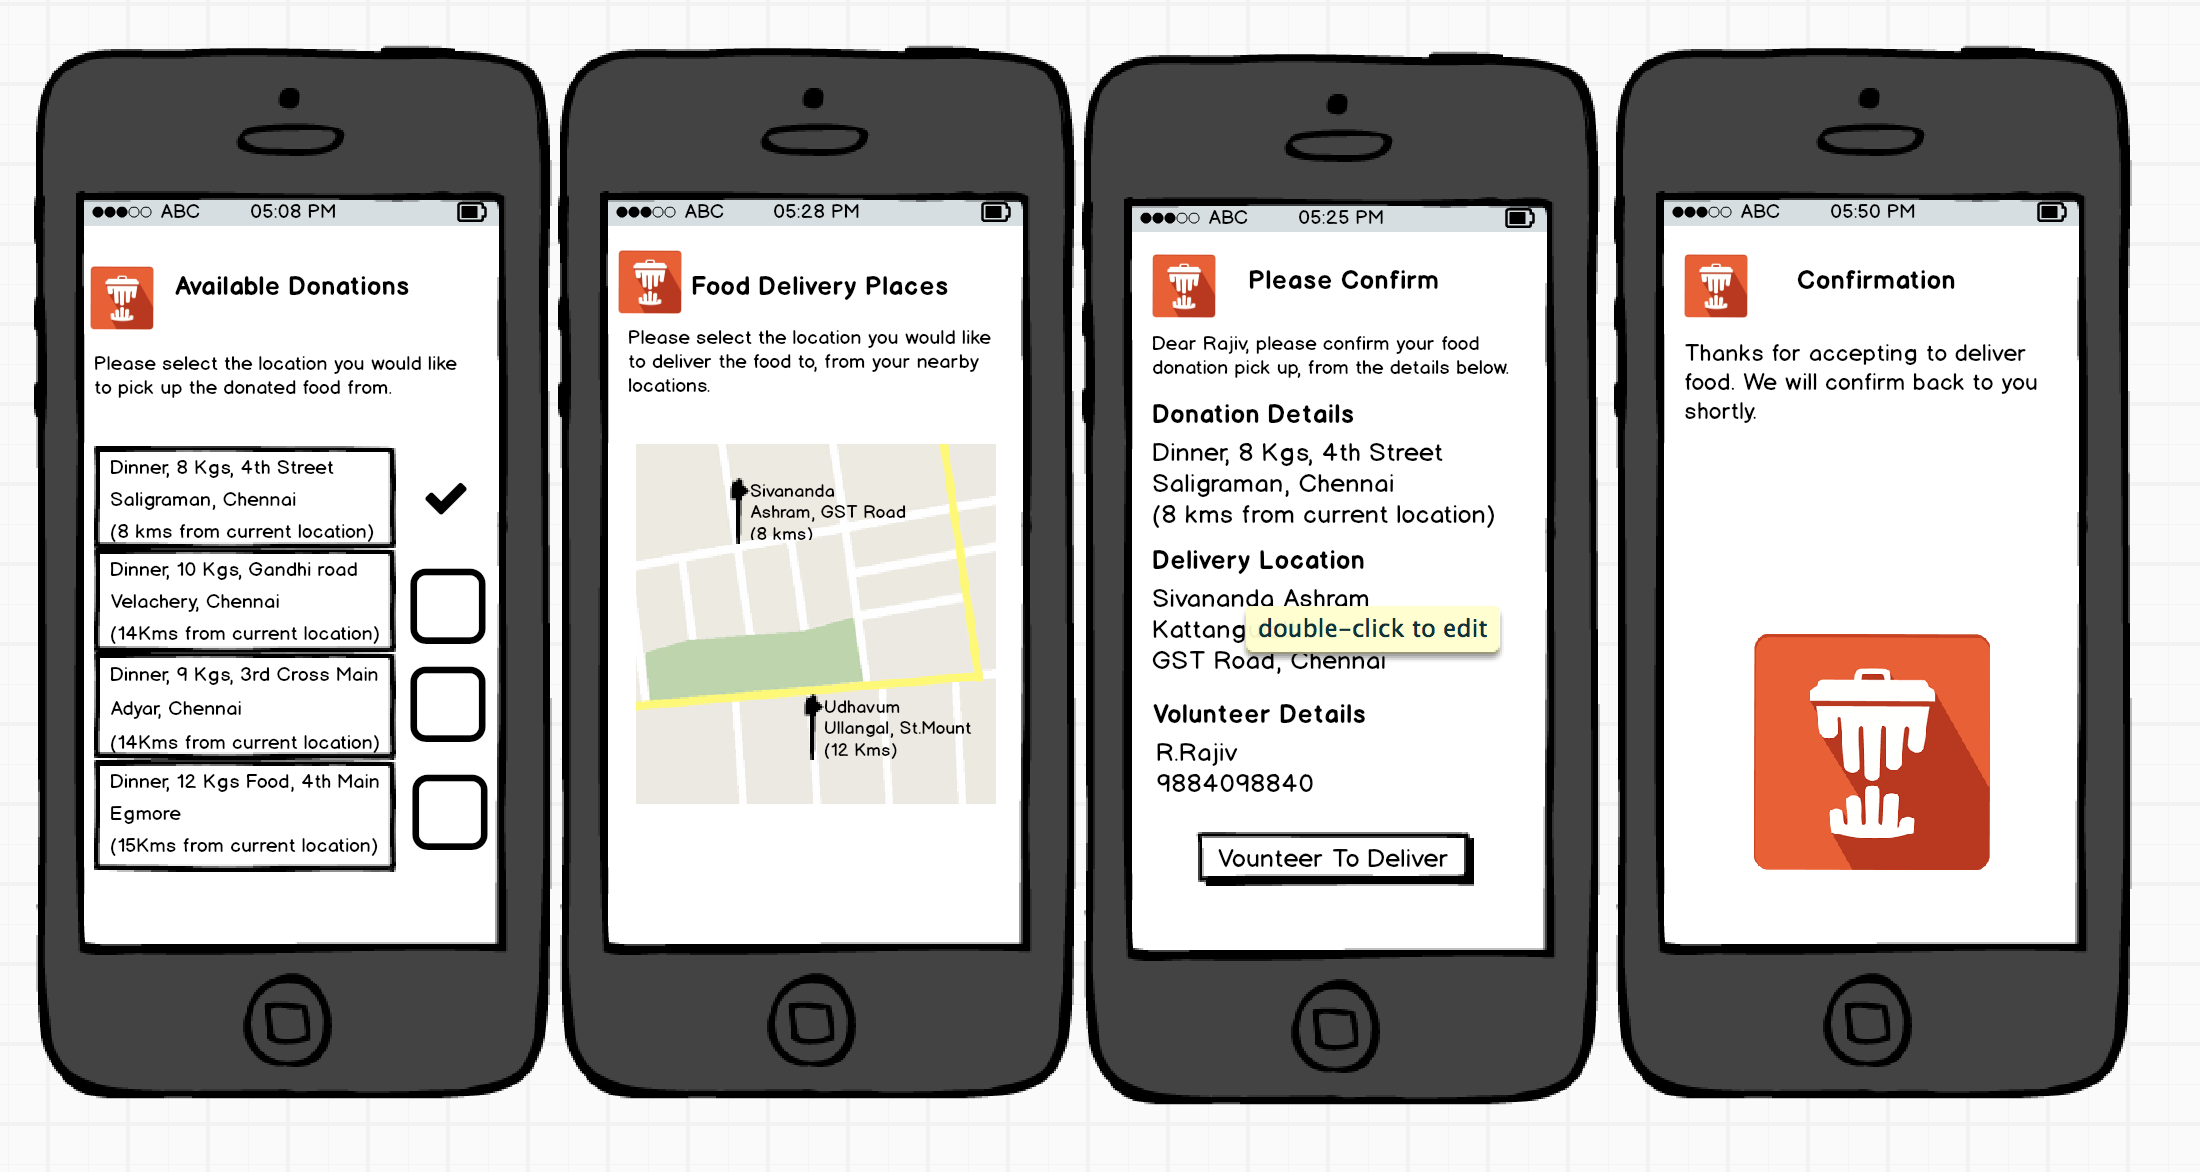 ABC 05:08 PM
Available Donations
Please select the location you would like
to pick up the donated food from.
Dinner, 8 Kgs, 4th Street
Saligraman, Chennai
(8 kms from current location)
Dinner, 10 Kgs, Gandhi road
Velachery, Chennai
(14Kms from current location)
Dinner, 9 Kgs, 3rd Cross Main
Adyar, Chennai
(14Kms from current location)
Dinner, 12 Kgs Food, 4th Main
Egmore
(15Kms from current location)
ABC 05:28 PM
Food Delivery Places
Please select the location you would like
to deliver the food to, from your nearby
locations.
Sivananda
Ashram, GST Road
(8 kms)
Udhavum
Ullangal, St.Mount
(12 Kms)
ABC 05:25 PM
Please Confirm
Dear Rajiv, please confirm your food
donation pick up, from the details below.
Donation Details
Dinner, 8 Kgs, 4th Street
Saligraman, Chennai
(8 kms from current location)
Delivery Location
Sivananda Ashram
double-click to edit
GST Road, Chennai
Volunteer Details
R.Rajiv
9884098840
Vounteer To Deliver
ABC 05:50 PM
Confirmation
Thanks for accepting to deliver
food. We will confirm back to you
shortly.